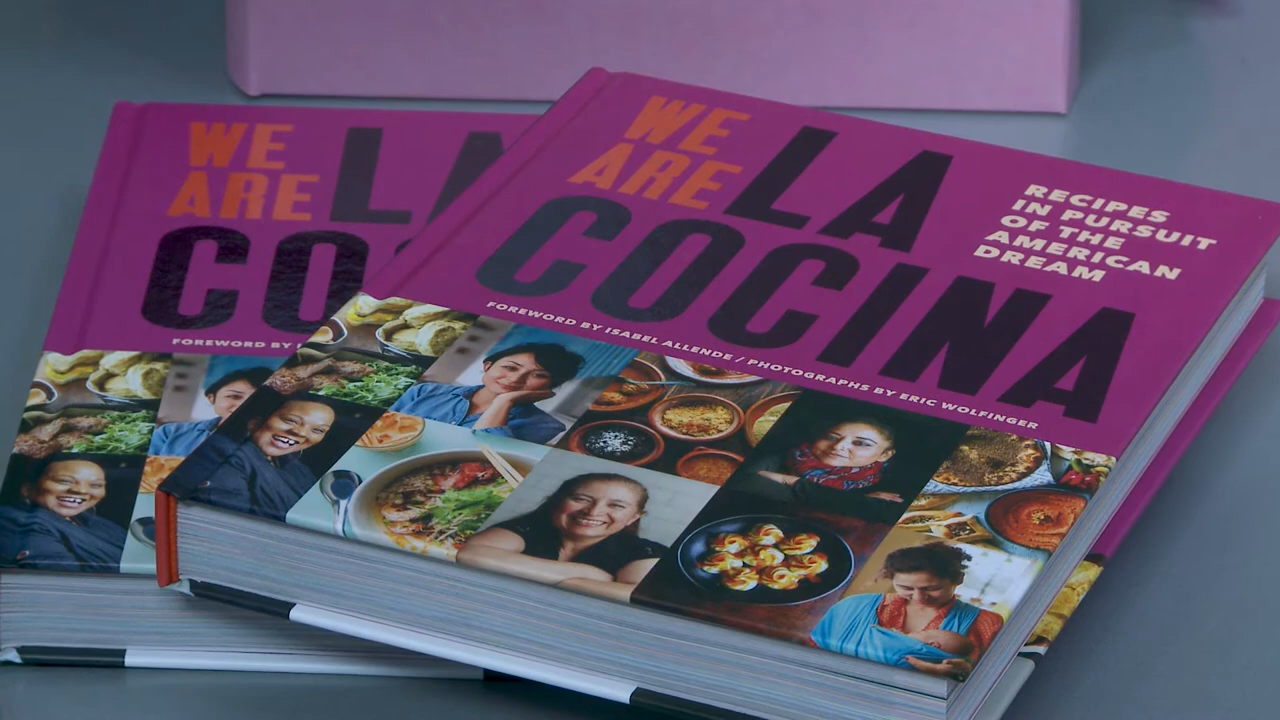 WE
ARE
LA
COCINA
RECIPES
IN PURSUIT
OF THE
AMERICAN
DREAM
FOREWORD BY ISABEL ALLENDE / PHOTOGRAPHS BY ERIC WOLFINGER
WE
ARE
LA
CO
FOREWORD BY